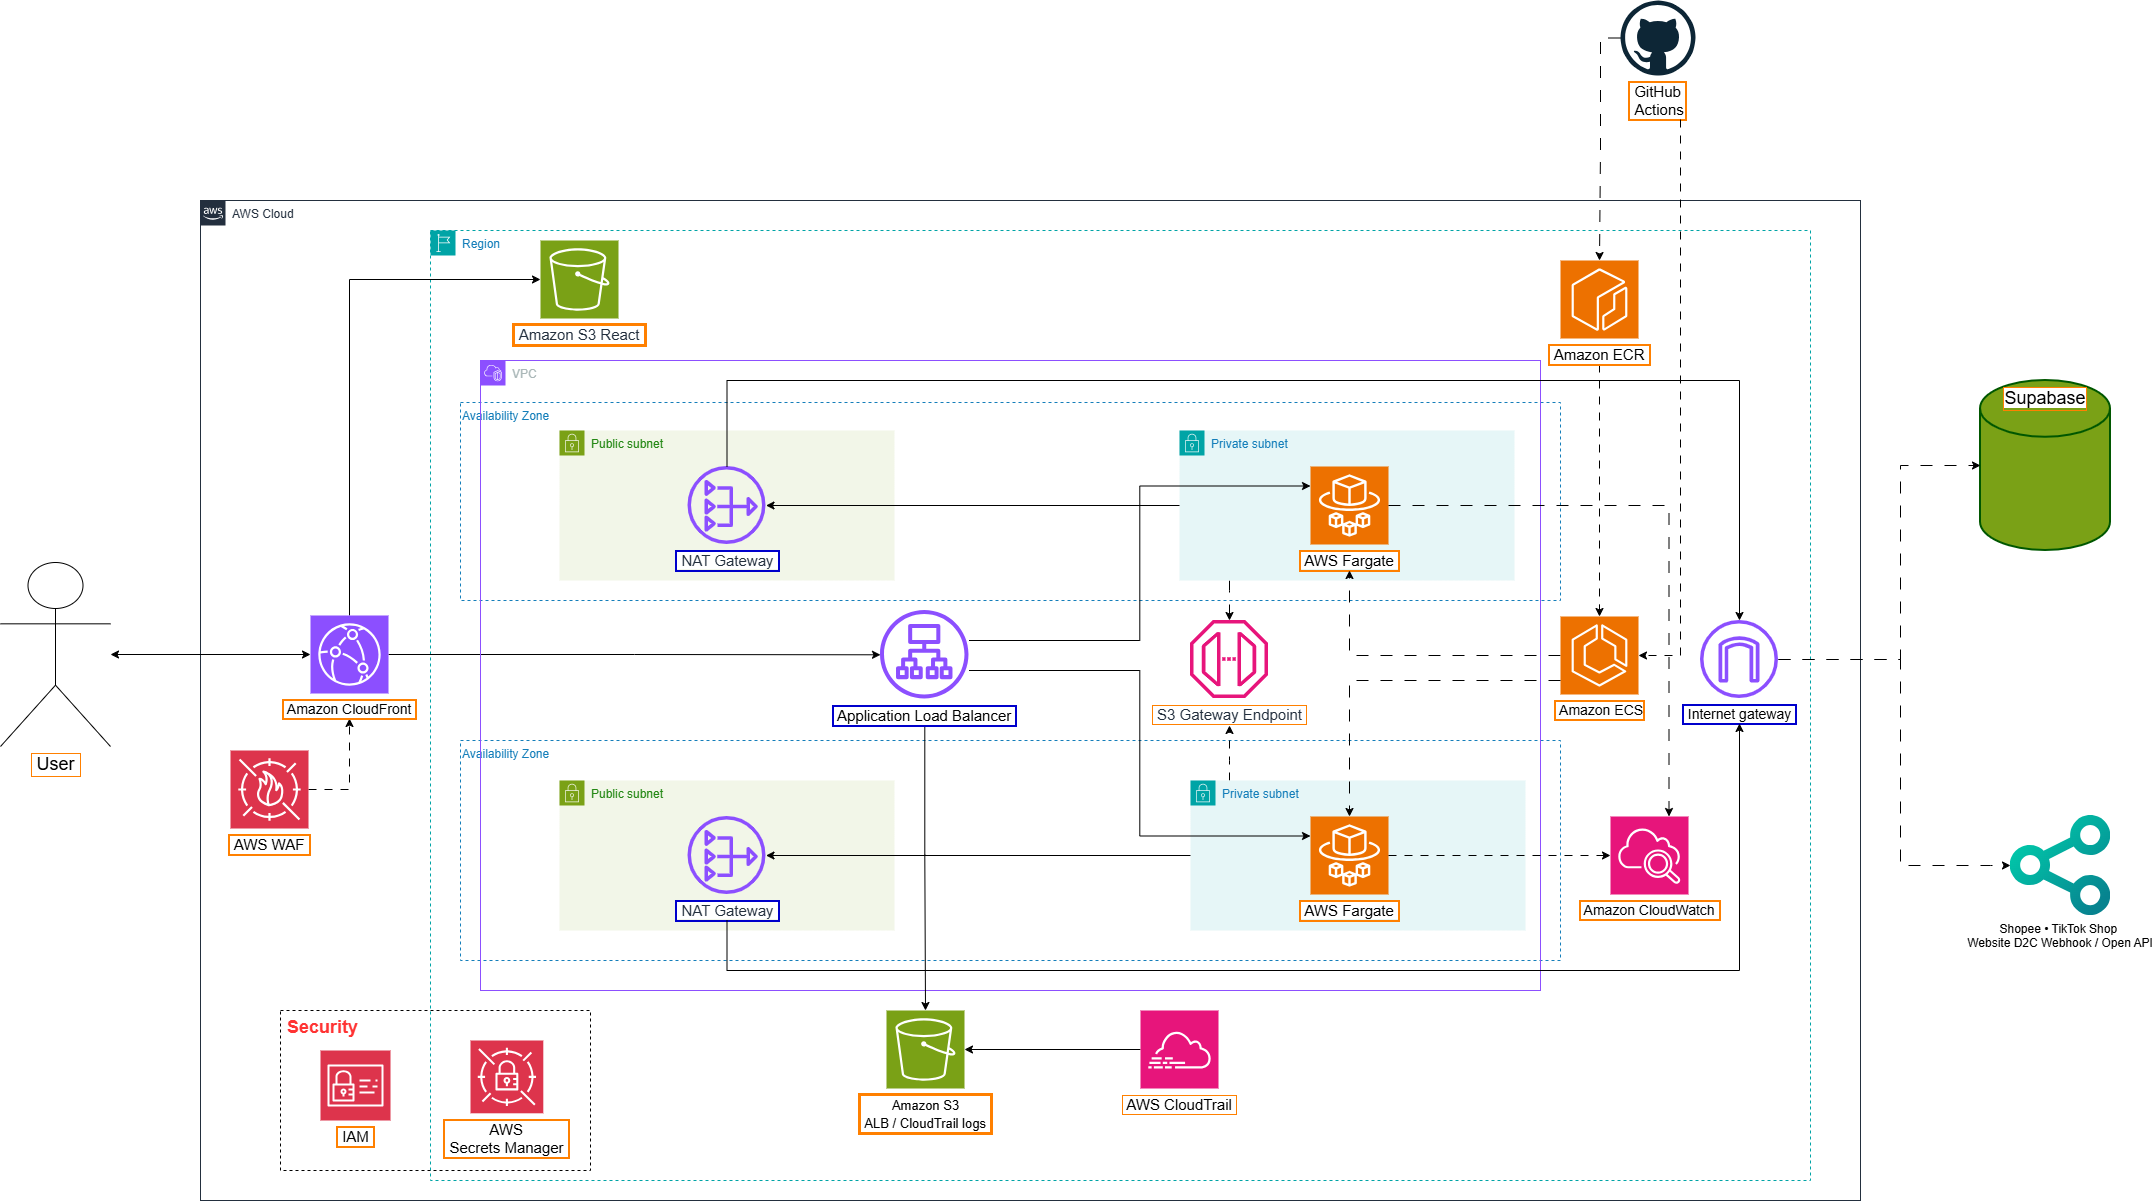 GitHub
Actions
aws
AWS Cloud
Region
Amazon S3 React
Amazon ECR
VPC
Supabase
Availability Zone
Public subnet
Private subnet
NAT Gateway
AWS Fargate
Amazon CloudFront
Application Load Balancer
S3 Gateway Endpoint
Amazon ECS
Internet gateway
User
Availability Zone
Public subnet
Private subnet
AWS WAF
NAT Gateway
AWS Fargate
Amazon CloudWatch
Shopee • TikTok Shop
Website D2C Webhook / Open API
Security
IAM
AWS
Secrets Manager
Amazon S3
ALB / CloudTrail logs
AWS CloudTrail